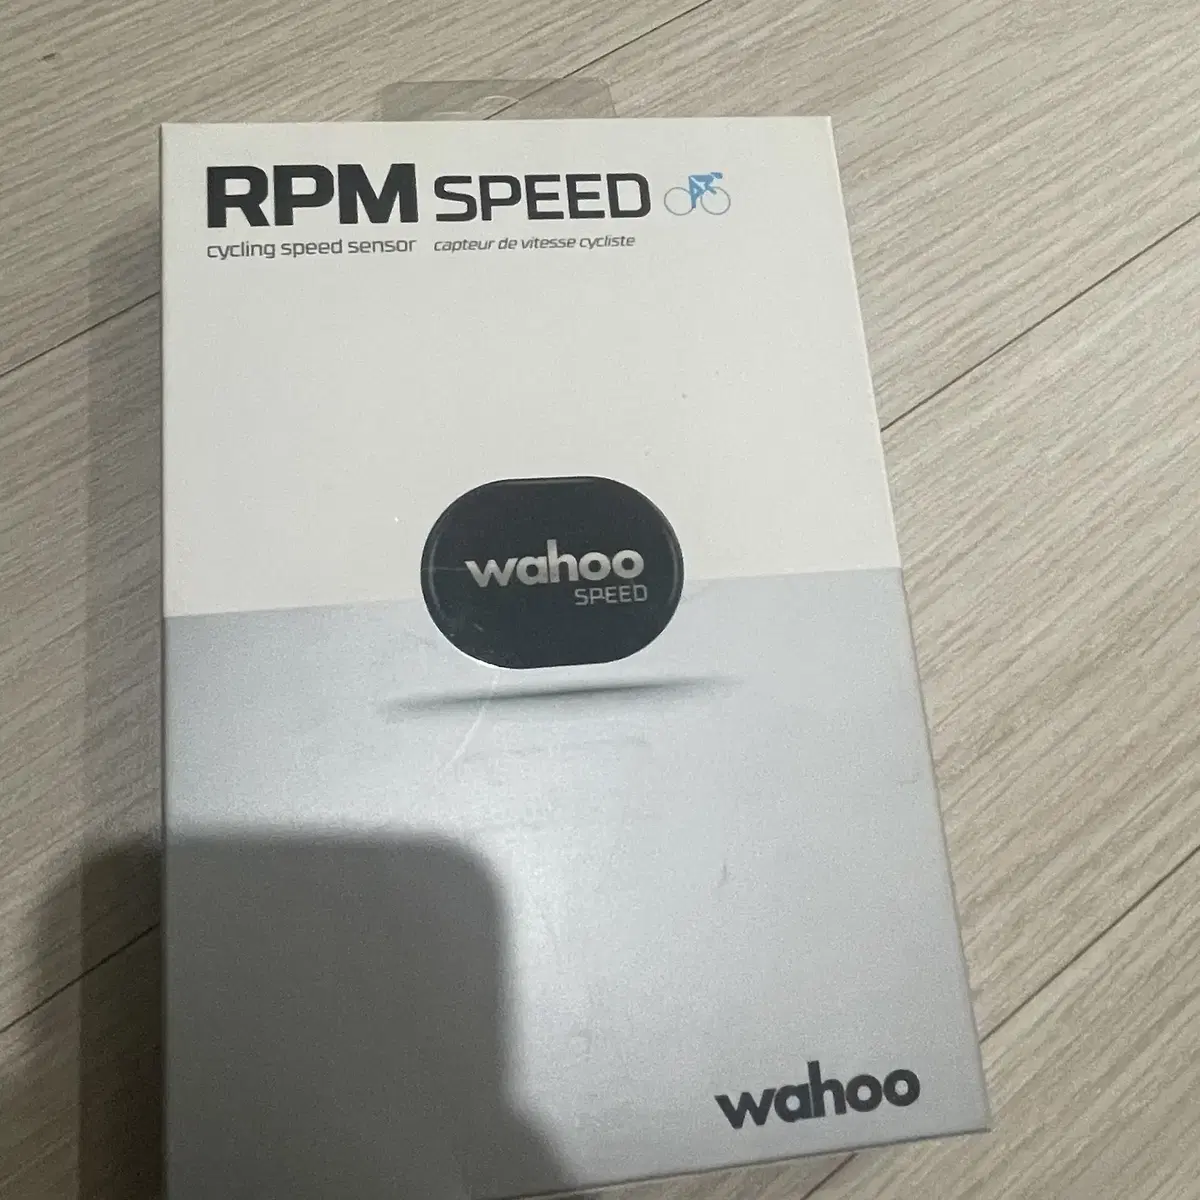 RPM SPEED
cycling speed sensor capteur de vitesse cycliste
wahoo
SPEED
wahoo